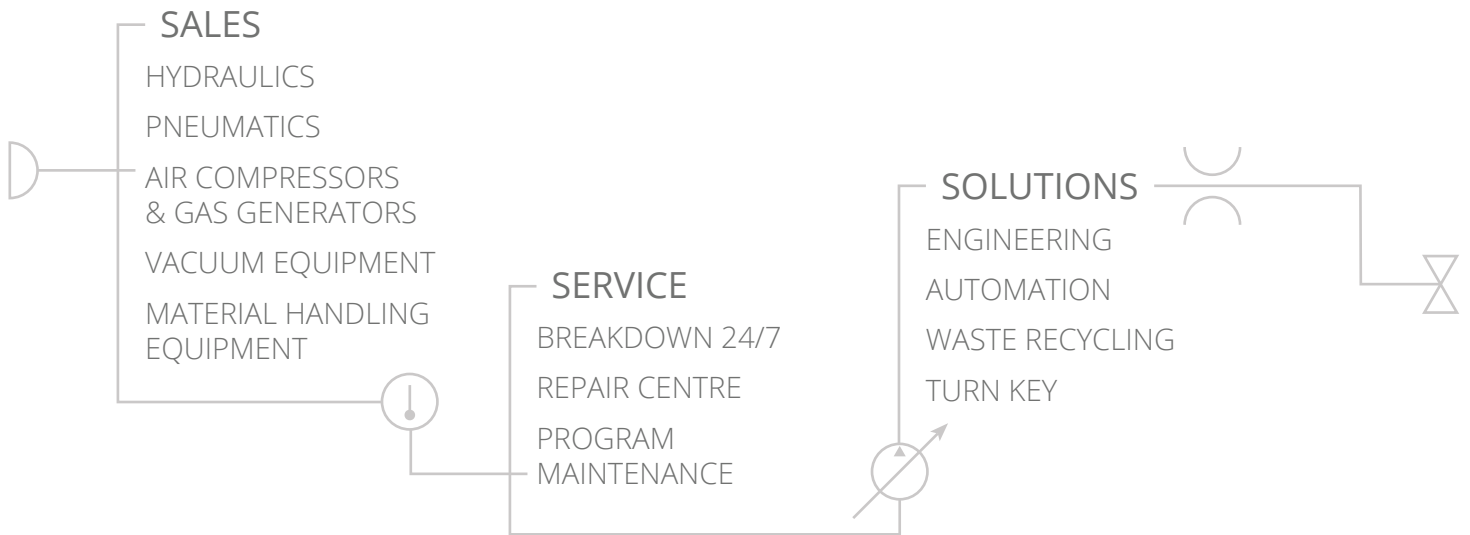 SALES
HYDRAULICS
PNEUMATICS
AIR COMPRESSORS
& GAS GENERATORS
VACUUM EQUIPMENT
MATERIAL HANDLING
EQUIPMENT
SERVICE
BREAKDOWN 24/7
REPAIR CENTRE
PROGRAM
MAINTENANCE
SOLUTIONS
ENGINEERING
AUTOMATION
WASTE RECYCLING
TURN KEY